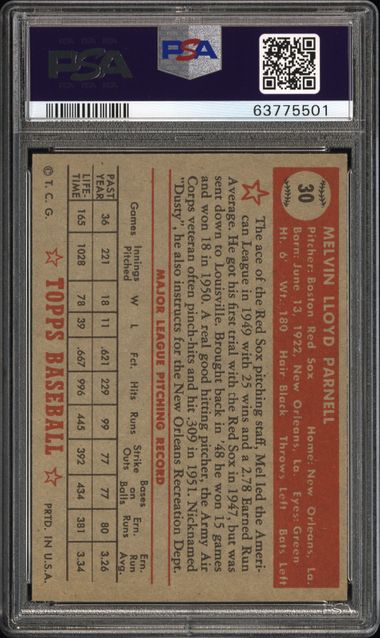 PSA
PSA
63775501
30
MELVIN LLOYD PARNELL
Pitcher: Boston Red Sox Home: New Orleans, La.
Born: June 13, 1922, New Orleans, La. Eyes: Green
Ht. 6' Wt: 180 Hair Black Throws Left Bats Left
The ace of the Red Sox pitching staff, Mel led the Ameri-
can League in 1949 with 25 wins and a 2.78 Earned Run
Average. He got his first trial with the Red Sox in 1947, but was
sent down to Louisville. Brought back in '48 he won 15 games
and won 18 in 1950. A real good hitting pitcher, the Army Air
Corps veteran often pinch-hits and hit .309 in 1951. Nicknamed
"Dusty", he also instructs for the New Orleans Recreation Dept.
MAJOR LEAGUE PITCHING RECORD
Games Innings Pitched W L Pct. Hits Runs Strike Outs Bases on Balls Ern. Runs Ern. Run Avg.
PAST YEAR 36 221 18 11 .621 229 99 77 77 80 3.26
LIFE-TIME 165 1028 78 39 .667 996 445 434 381 3.34
© T. C. G. TOPPS BASEBALL PRTD. IN U.S.A.